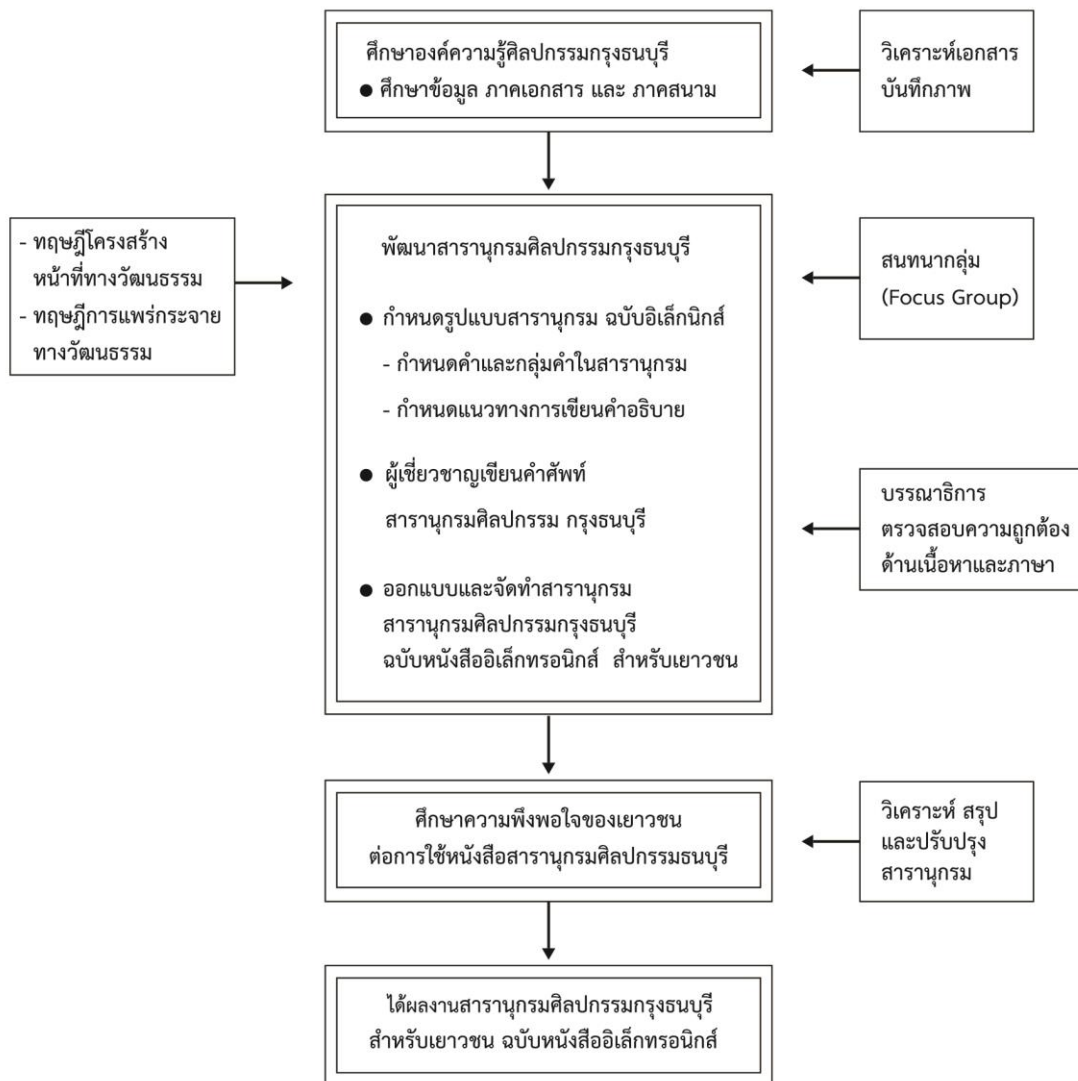 ศึกษาองค์ความรู้ศิลปกรรมกรุงธนบุรี
● ศึกษาข้อมูล ภาคเอกสาร และ ภาคสนาม
วิเคราะห์เอกสาร
บันทึกภาพ
- ทฤษฎีโครงสร้าง
หน้าที่ทางวัฒนธรรม
- ทฤษฎีการแพร่กระจาย
ทางวัฒนธรรม
พัฒนาสารานุกรมศิลปกรรมกรุงธนบุรี
● กำหนดรูปแบบสารานุกรม ฉบับอิเล็กนิกส์
- กำหนดคำและกลุ่มคำในสารานุกรม
- กำหนดแนวทางการเขียนคำอธิบาย
● ผู้เชี่ยวชาญเขียนคำศัพท์
สารานุกรมศิลปกรรม กรุงธนบุรี
● ออกแบบและจัดทำสารานุกรม
สารานุกรมศิลปกรรมกรุงธนบุรี
ฉบับหนังสืออิเล็กทรอนิกส์ สำหรับเยาวชน
สนทนากลุ่ม
(Focus Group)
บรรณาธิการ
ตรวจสอบความถูกต้อง
ด้านเนื้อหาและภาษา
ศึกษาความพึงพอใจของเยาวชน
ต่อการใช้หนังสือสารานุกรมศิลปกรรมธนบุรี
วิเคราะห์ สรุป
และปรับปรุง
สารานุกรม
ได้ผลงานสารานุกรมศิลปกรรมกรุงธนบุรี
สำหรับเยาวชน ฉบับหนังสืออิเล็กทรอนิกส์